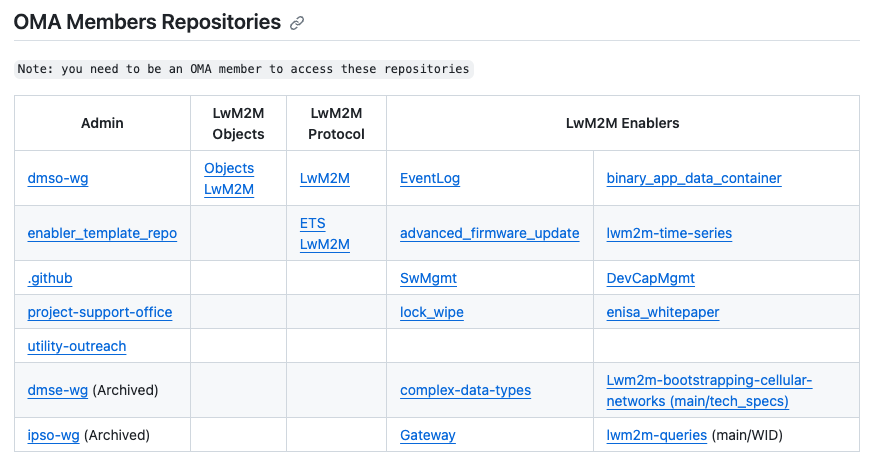 OMA Members Repositories
Note: you need to be an OMA member to access these repositories
Admin
LwM2M
Objects
LwM2M
Protocol
LwM2M Enablers
dmso-wg
Objects
LwM2M
LwM2M
EventLog
binary_app_data_container
enabler_template_repo
ETS
LwM2M
advanced_firmware_update
lwm2m-time-series
.github
SwMgmt
DevCapMgmt
project-support-office
lock_wipe
enisa_whitepaper
utility-outreach
dmse-wg (Archived)
complex-data-types
Lwm2m-bootstrapping-cellular-
networks (main/tech_specs)
ipso-wg (Archived)
Gateway
lwm2m-queries (main/WID)